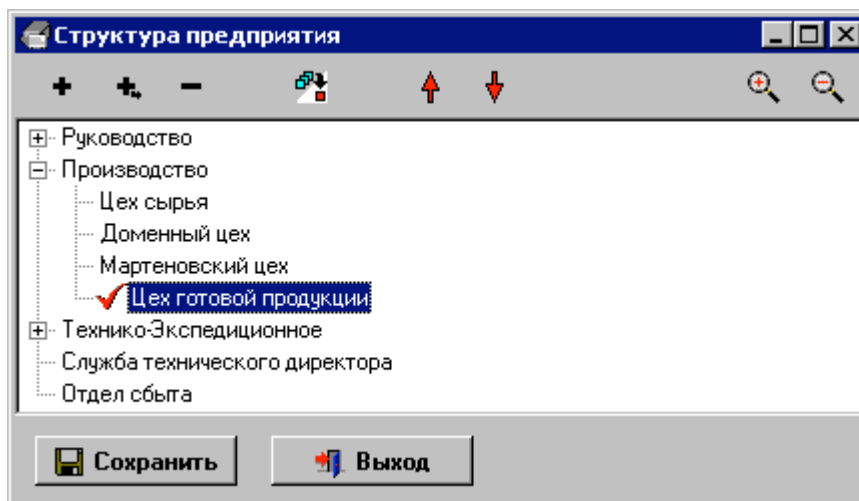 Структура предприятия
Руководство
Производство
Цех сырья
Доменный цех
Мартеновский цех
Цех готовой продукции
Технико-Экспедиционное
Служба технического директора
Отдел сбыта
Сохранить
Выход